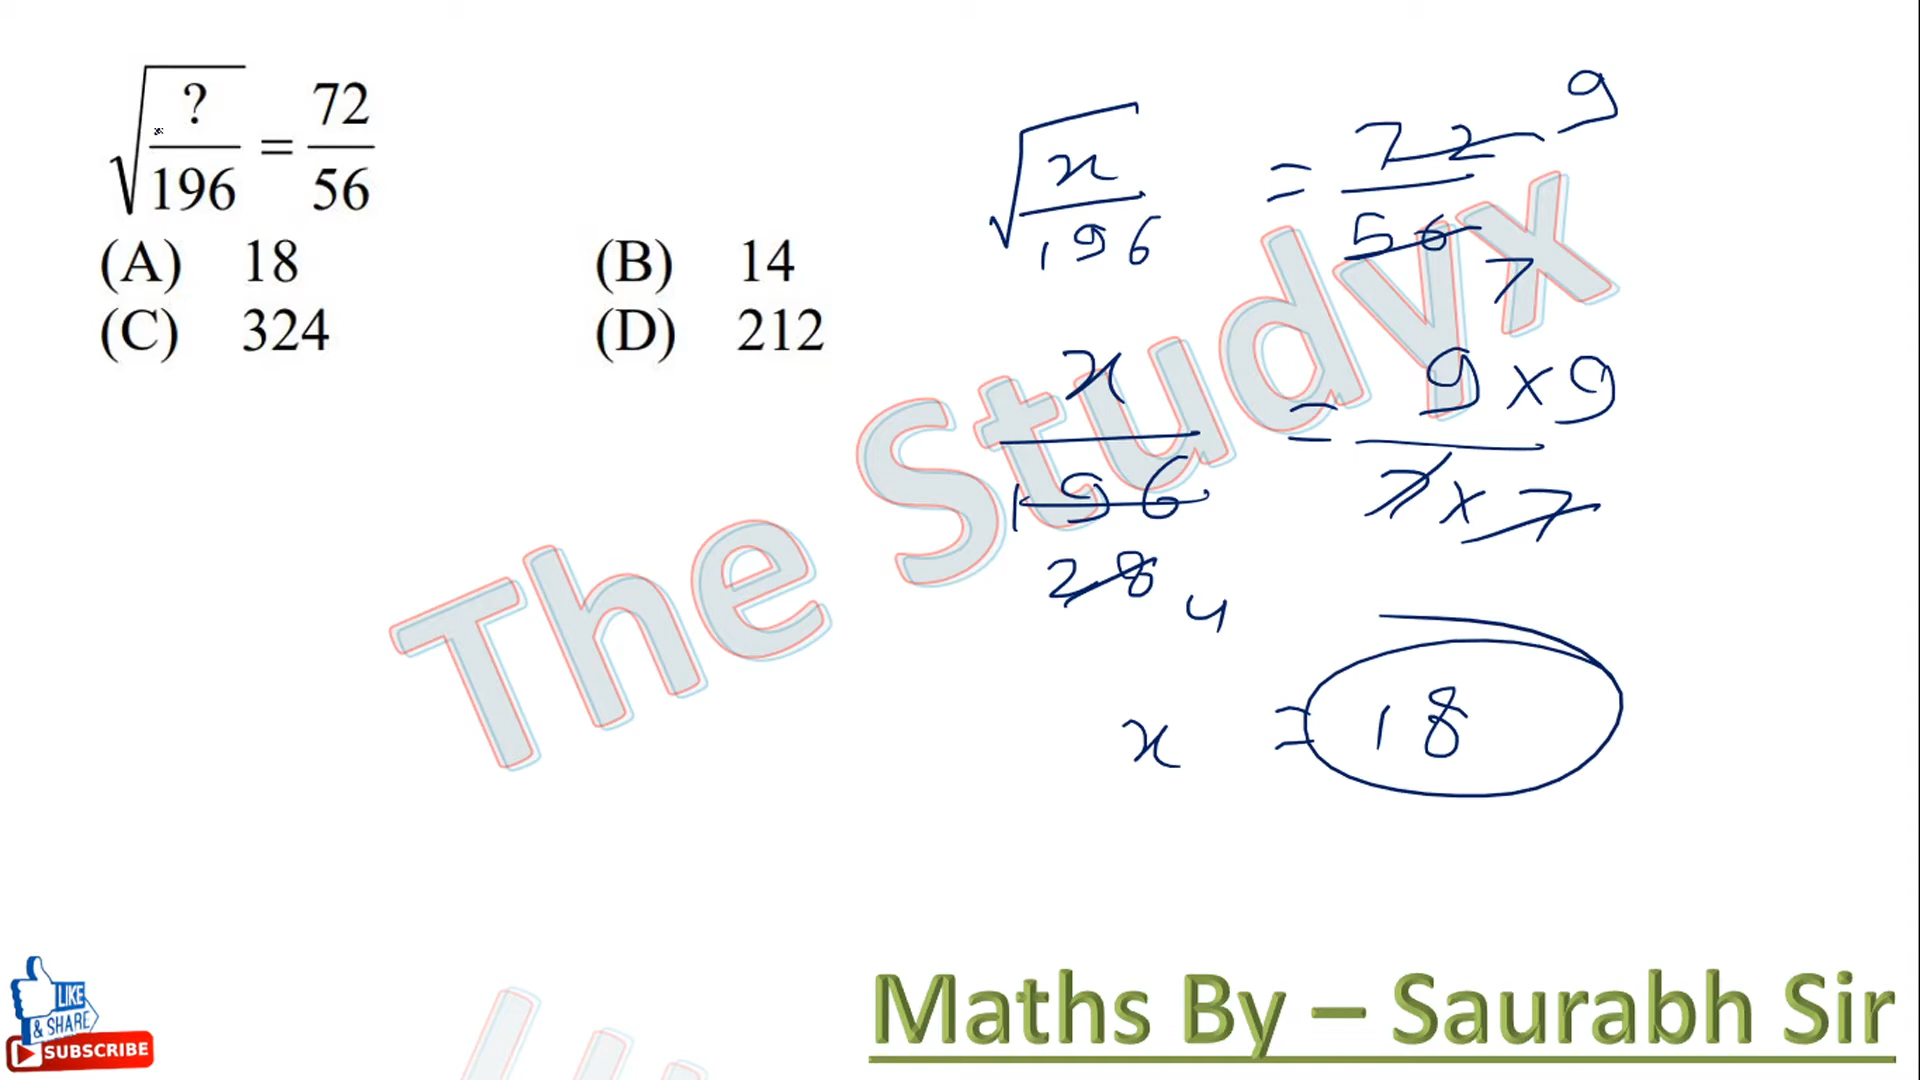 √(?/196) = 72/56
(A) 18 (B) 14
(C) 324 (D) 212
√(x/196) = 72/56 9
7
x/196 = 9 × 9/7 × 7
28 4
x = 18
The Studyx
Maths By – Saurabh Sir
LIKE
& SHARE
SUBSCRIBE